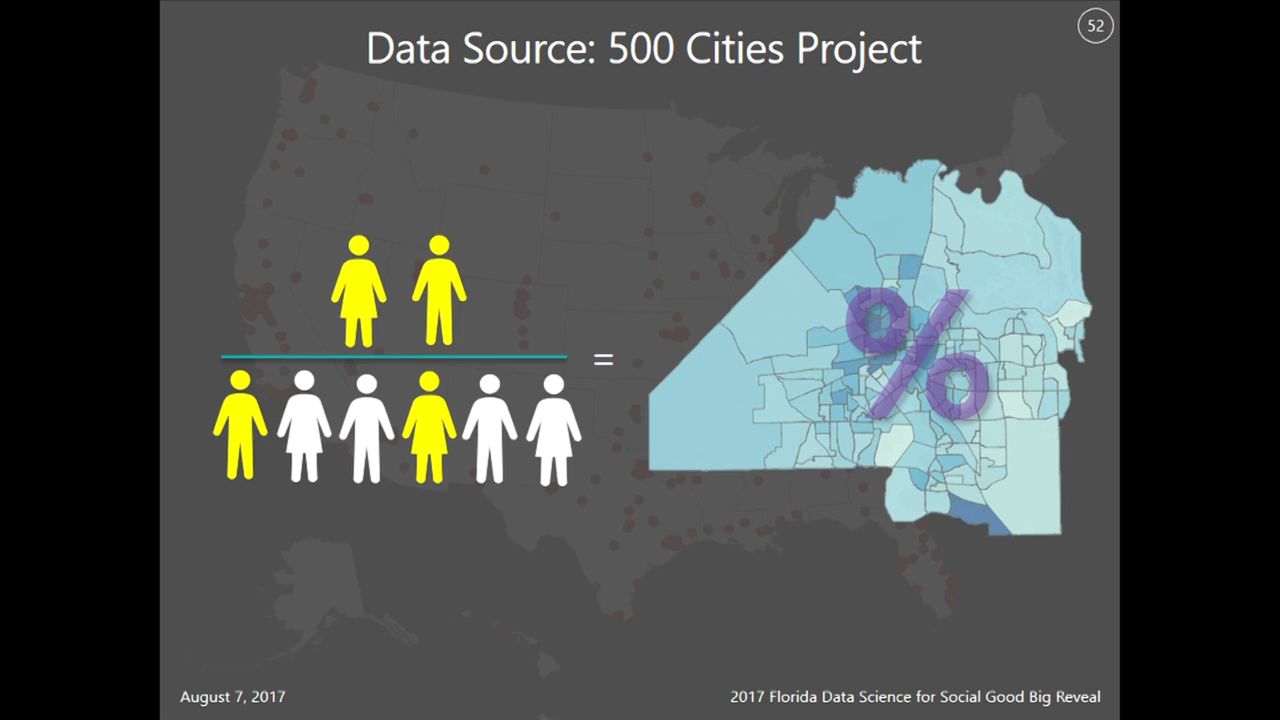 52
Data Source: 500 Cities Project
=
%
August 7, 2017
2017 Florida Data Science for Social Good Big Reveal